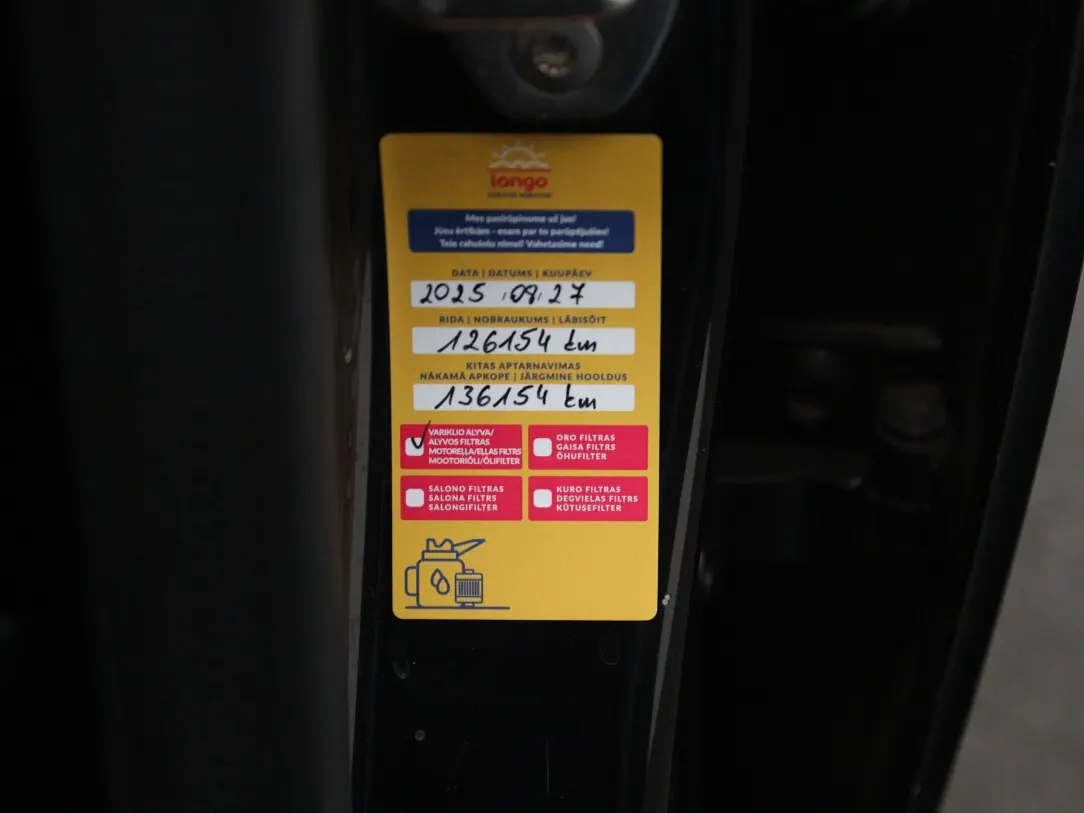 longo
Mes pasirūpinome už jus!
Jūsu ērtībām - esam par to parūpējušies!
Teie rahulolu nimel! Vahetasime need!
DATA | DATUMS | KUUPÄEV
2025.08.27
RIDA | NOBRAUKUMS | LÄBISÕIT
126154 km
KITAS APTARNAVIMAS
NĀKAMĀ APKOPE | JÄRGMINE HOOLDUS
136154 km
VARIKLIO ALYVA/
ALYVOS FILTRAS
MOTOREĻĻA/EĻĻAS FILTRS
MOOTORIÕLI/ÕLIFILTER
ORO FILTRAS
GAISA FILTRS
ÕHUFILTER
SALONO FILTRAS
SALONA FILTRS
SALONGIFILTER
KURO FILTRAS
DEGVIELAS FILTRS
KÜTUSEFILTER